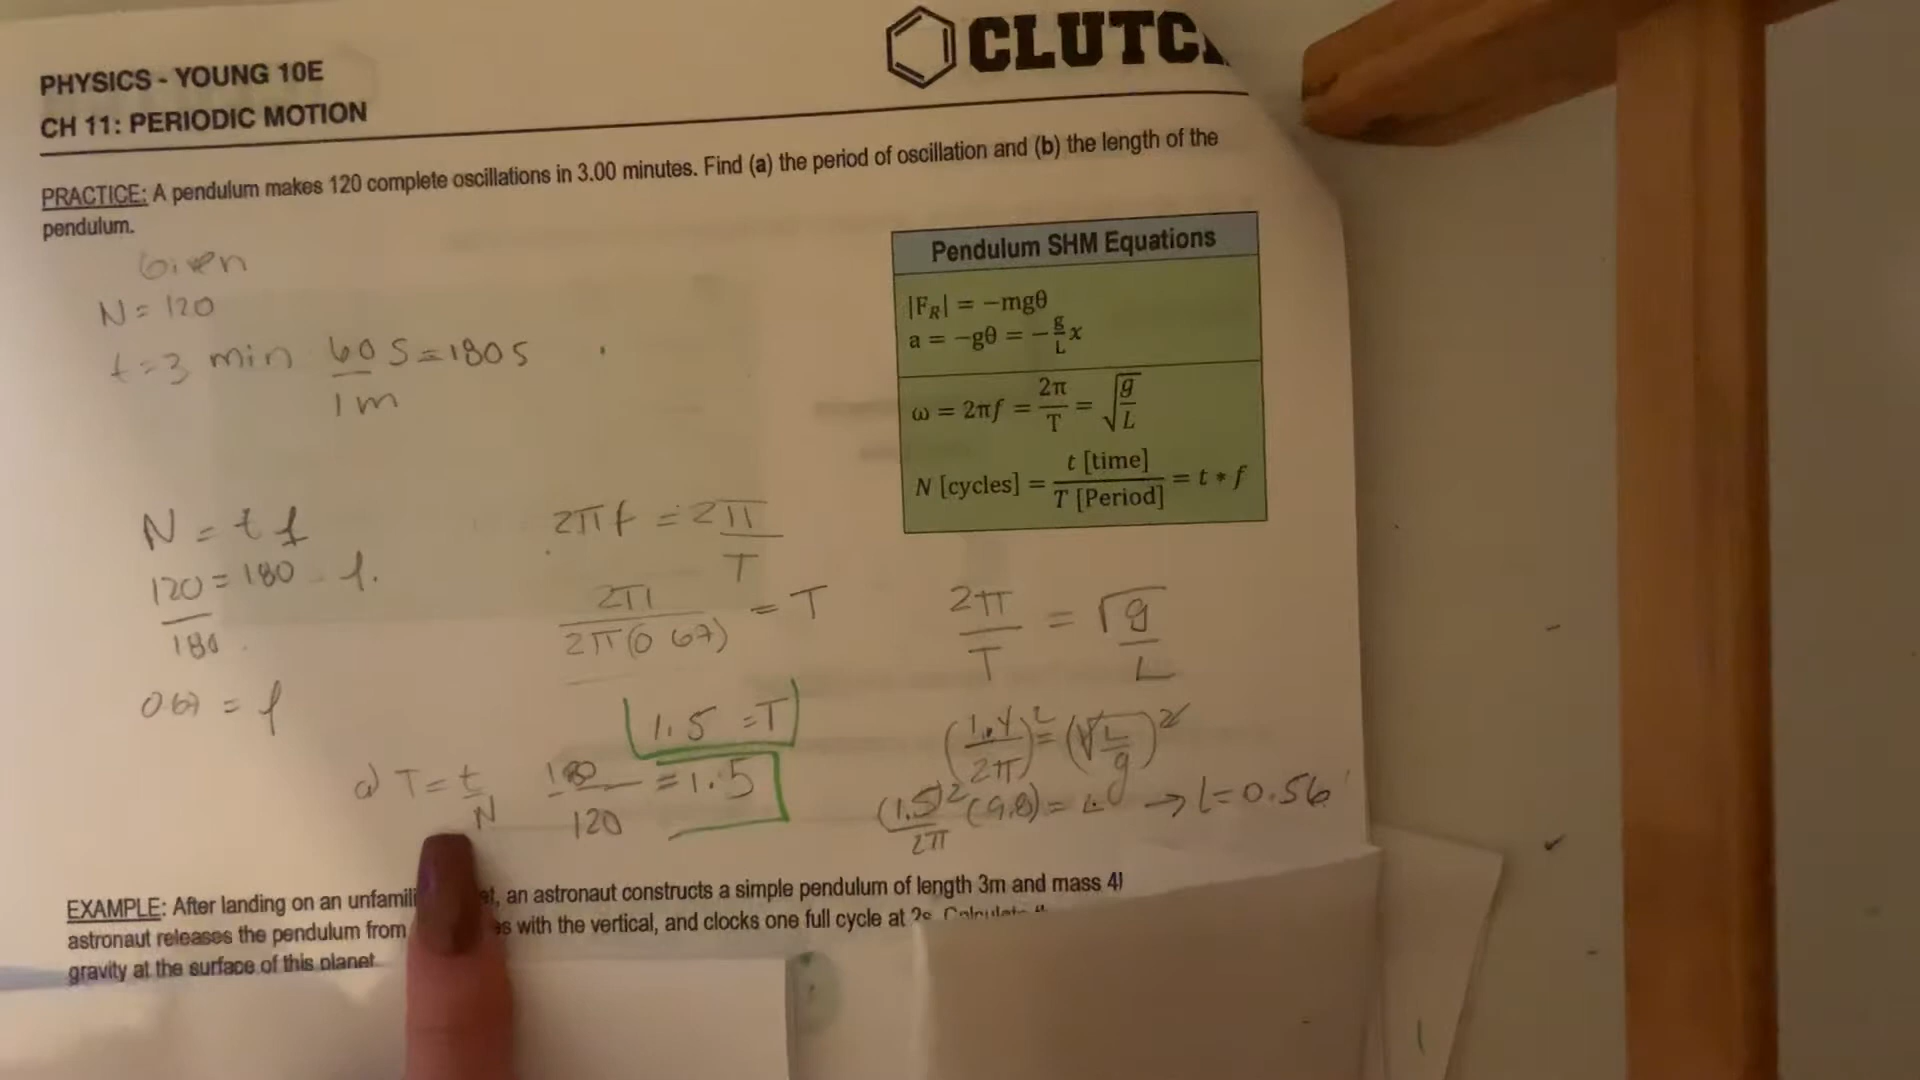 CLUTC
PHYSICS - YOUNG 10E
CH 11: PERIODIC MOTION
PRACTICE: A pendulum makes 120 complete oscillations in 3.00 minutes. Find (a) the period of oscillation and (b) the length of the
pendulum.
Given
N = 120
t = 3 min 60 s = 180 s
1 m
Pendulum SHM Equations
|F_R| = −mgθ
a = −gθ = −g/L x
ω = 2πf = 2π/T = √(g/L)
N [cycles] = t [time] / T [Period] = t * f
N = t f
120 = 180 f.
180
0.67 = f
2πf = 2π/T
2π / 2π(0 67) = T
1.5 = T
a) T = t/N 180/120 = 1.5
2π/T = √g/L
(1.4/2π)² = (√L/g)²
(1.5)²/2π (9.8) = L → L = 0.56
EXAMPLE: After landing on an unfamili et, an astronaut constructs a simple pendulum of length 3m and mass 4
astronaut releases the pendulum from es with the vertical, and clocks one full cycle at 2s. Calculate
gravity at the surface of this planet